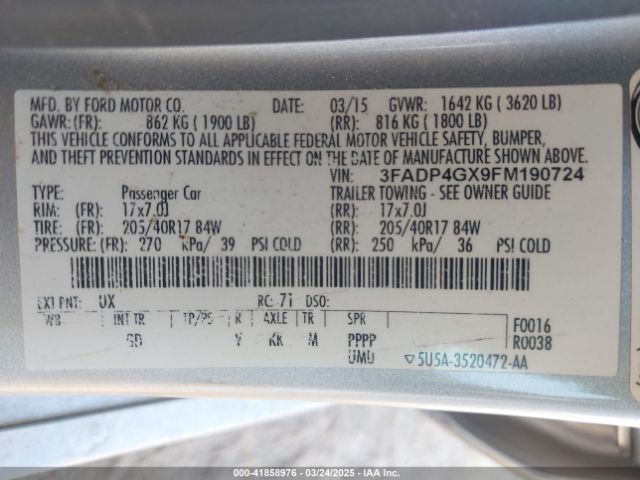 MFD. BY FORD MOTOR CO. DATE: 03/15 GVWR: 1642 KG ( 3620 LB)
GAWR: (FR): 862 KG ( 1900 LB) (RR): 816 KG ( 1800 LB)
THIS VEHICLE CONFORMS TO ALL APPLICABLE FEDERAL MOTOR VEHICLE SAFETY, BUMPER,
AND THEFT PREVENTION STANDARDS IN EFFECT ON THE DATE OF MANUFACTURE SHOWN ABOVE.
VIN: 3FADP4GX9FM190724
TYPE: Passenger Car TRAILER TOWING - SEE OWNER GUIDE
RIM: (FR): 17x7.0J (RR): 17x7.0J
TIRE: (FR): 205/40R17 84W (RR): 205/40R17 84W
PRESSURE: (FR): 270 kPa/ 39 PSI COLD (RR): 250 kPa/ 36 PSI COLD
EXT PNT: UX RC: 71 DSO:
WB INT TR TP/PS R AXLE TR SPR F0016
GD V KK M PPPP R0038
UMU ▽5U5A-3520472-AA
000-41858976 - 03/24/2025 - IAA Inc.